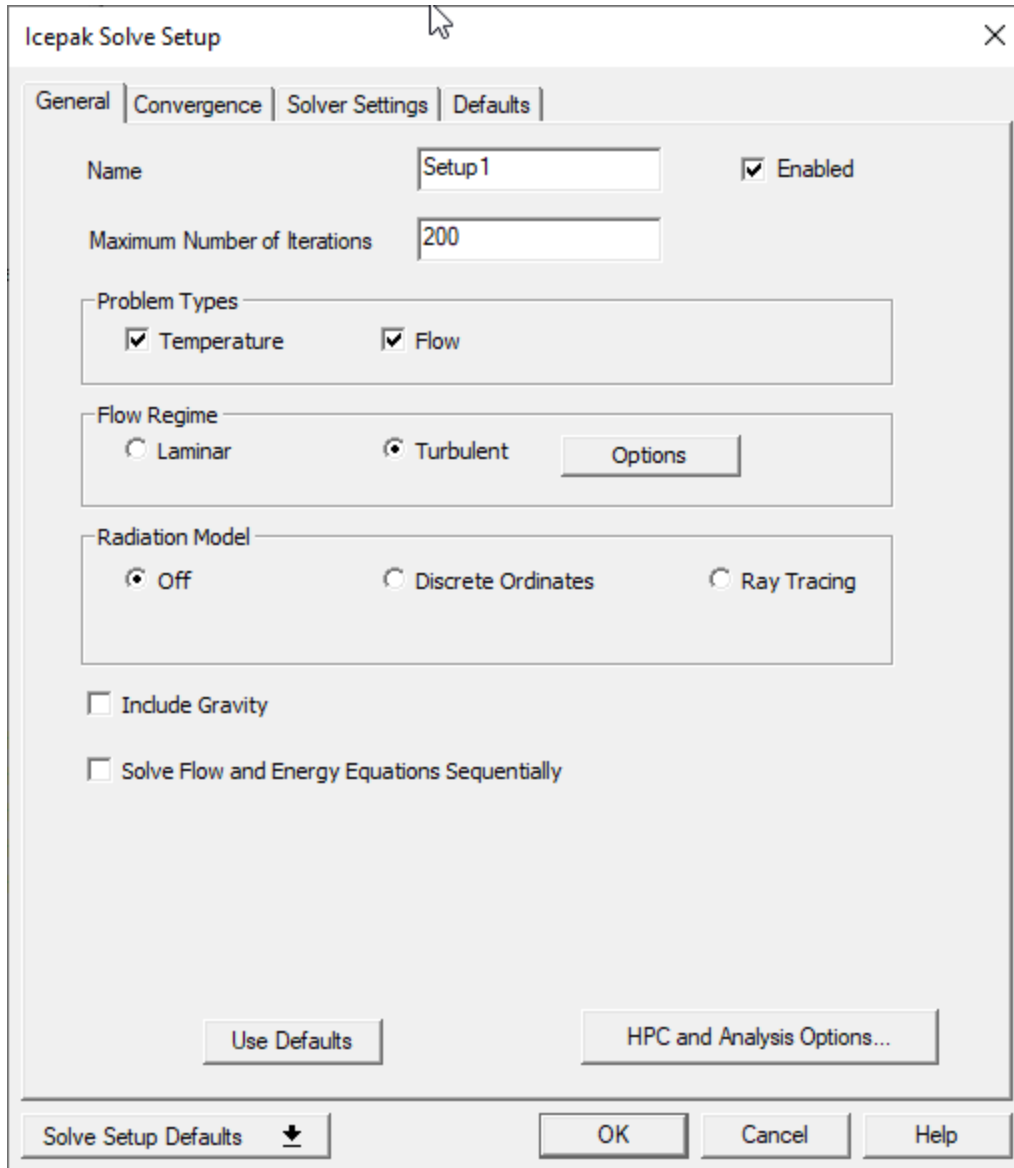 Icepak Solve Setup
General Convergence Solver Settings Defaults
Name Setup1 Enabled
Maximum Number of Iterations 200
Problem Types
Temperature Flow
Flow Regime
Laminar Turbulent Options
Radiation Model
Off Discrete Ordinates Ray Tracing
Include Gravity
Solve Flow and Energy Equations Sequentially
Use Defaults HPC and Analysis Options...
Solve Setup Defaults OK Cancel Help